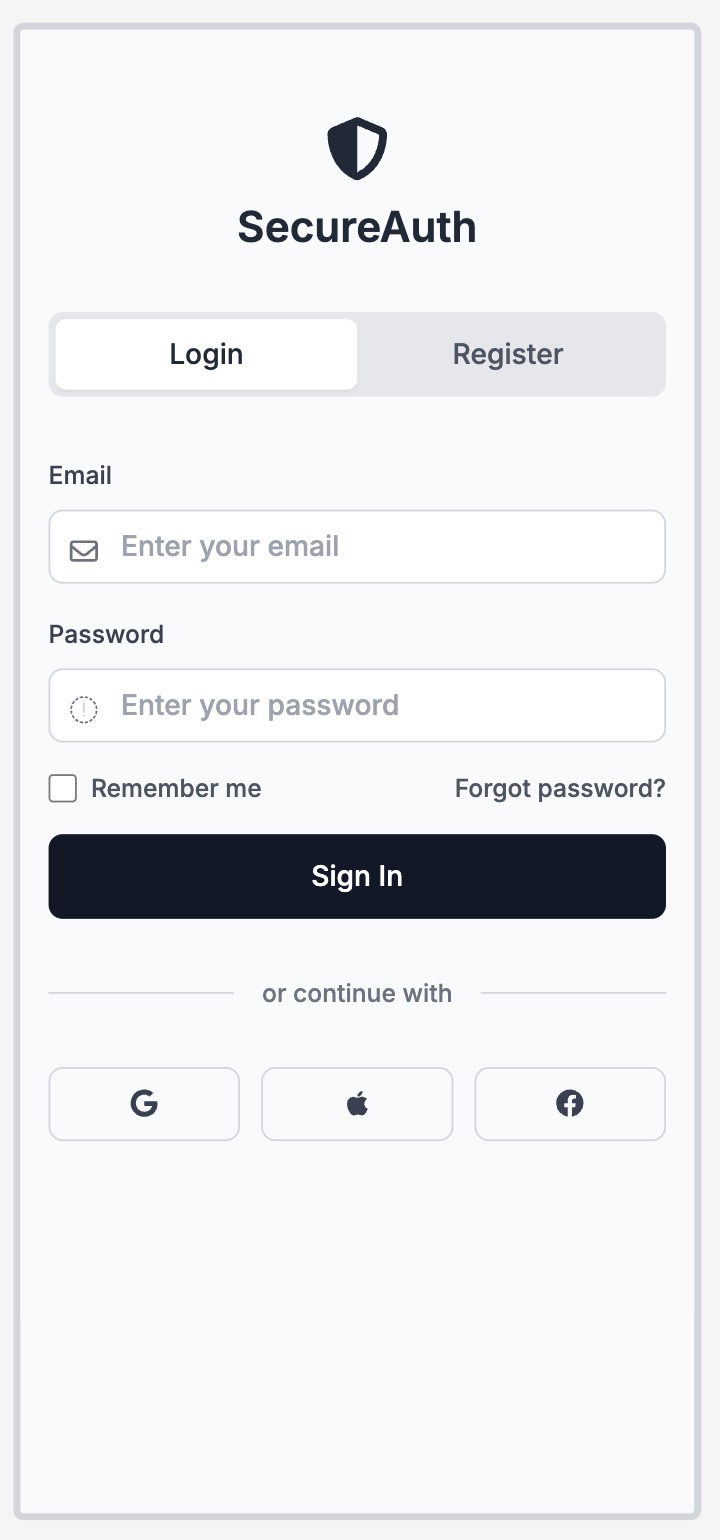 SecureAuth
Login
Register
Email
Enter your email
Password
Enter your password
Remember me
Forgot password?
Sign In
or continue with